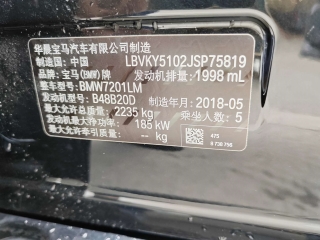 华晨宝马汽车有限公司制造
制造国：中国 LBVKY5102JSP75819
品牌：宝马(BMW)牌 发动机排量：1998 mL
整车型号：BMW7201LM
发动机型号：B48B20D 制造年月：2018-05
最大允许总质量：2235 kg 乘坐人数：5
发动机最大净功率：185 kW
最大允许牵引质量：-- kg
475
8 738 796